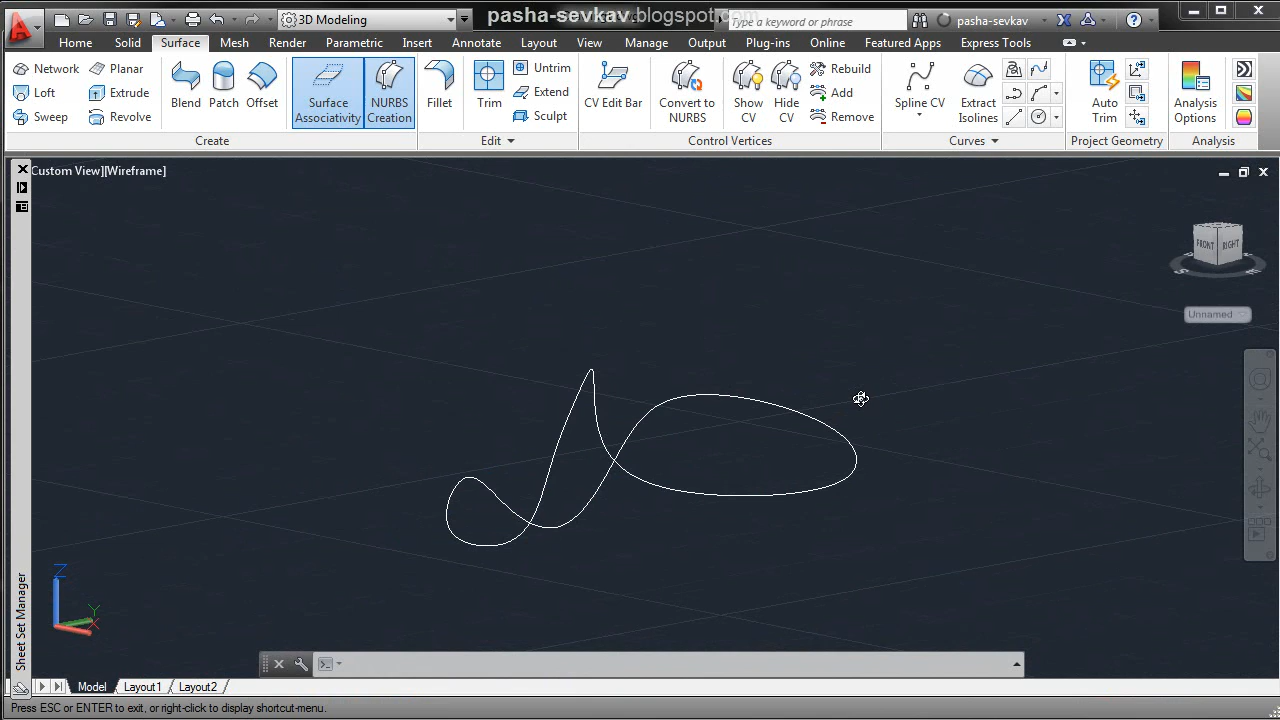 3D Modeling
pasha-sevkav.blogspot.com
Type a keyword or phrase
pasha-sevkav
Home Solid Surface Mesh Render Parametric Insert Annotate Layout View Manage Output Plug-ins Online Featured Apps Express Tools
Network Planar
Loft Extrude
Sweep Revolve
Blend Patch Offset
Surface Associativity
NURBS Creation
Fillet
Trim
Untrim
Extend
Sculpt
CV Edit Bar
Convert to NURBS
Show CV
Hide CV
Rebuild
Add
Remove
Spline CV
Extract Isolines
Auto Trim
Analysis Options
Create Edit Control Vertices Curves Project Geometry Analysis
Custom View][Wireframe]
FRONT RIGHT
S E
Unnamed
Z
Y
X
Sheet Set Manager
Model Layout1 Layout2
Press ESC or ENTER to exit, or right-click to display shortcut-menu.